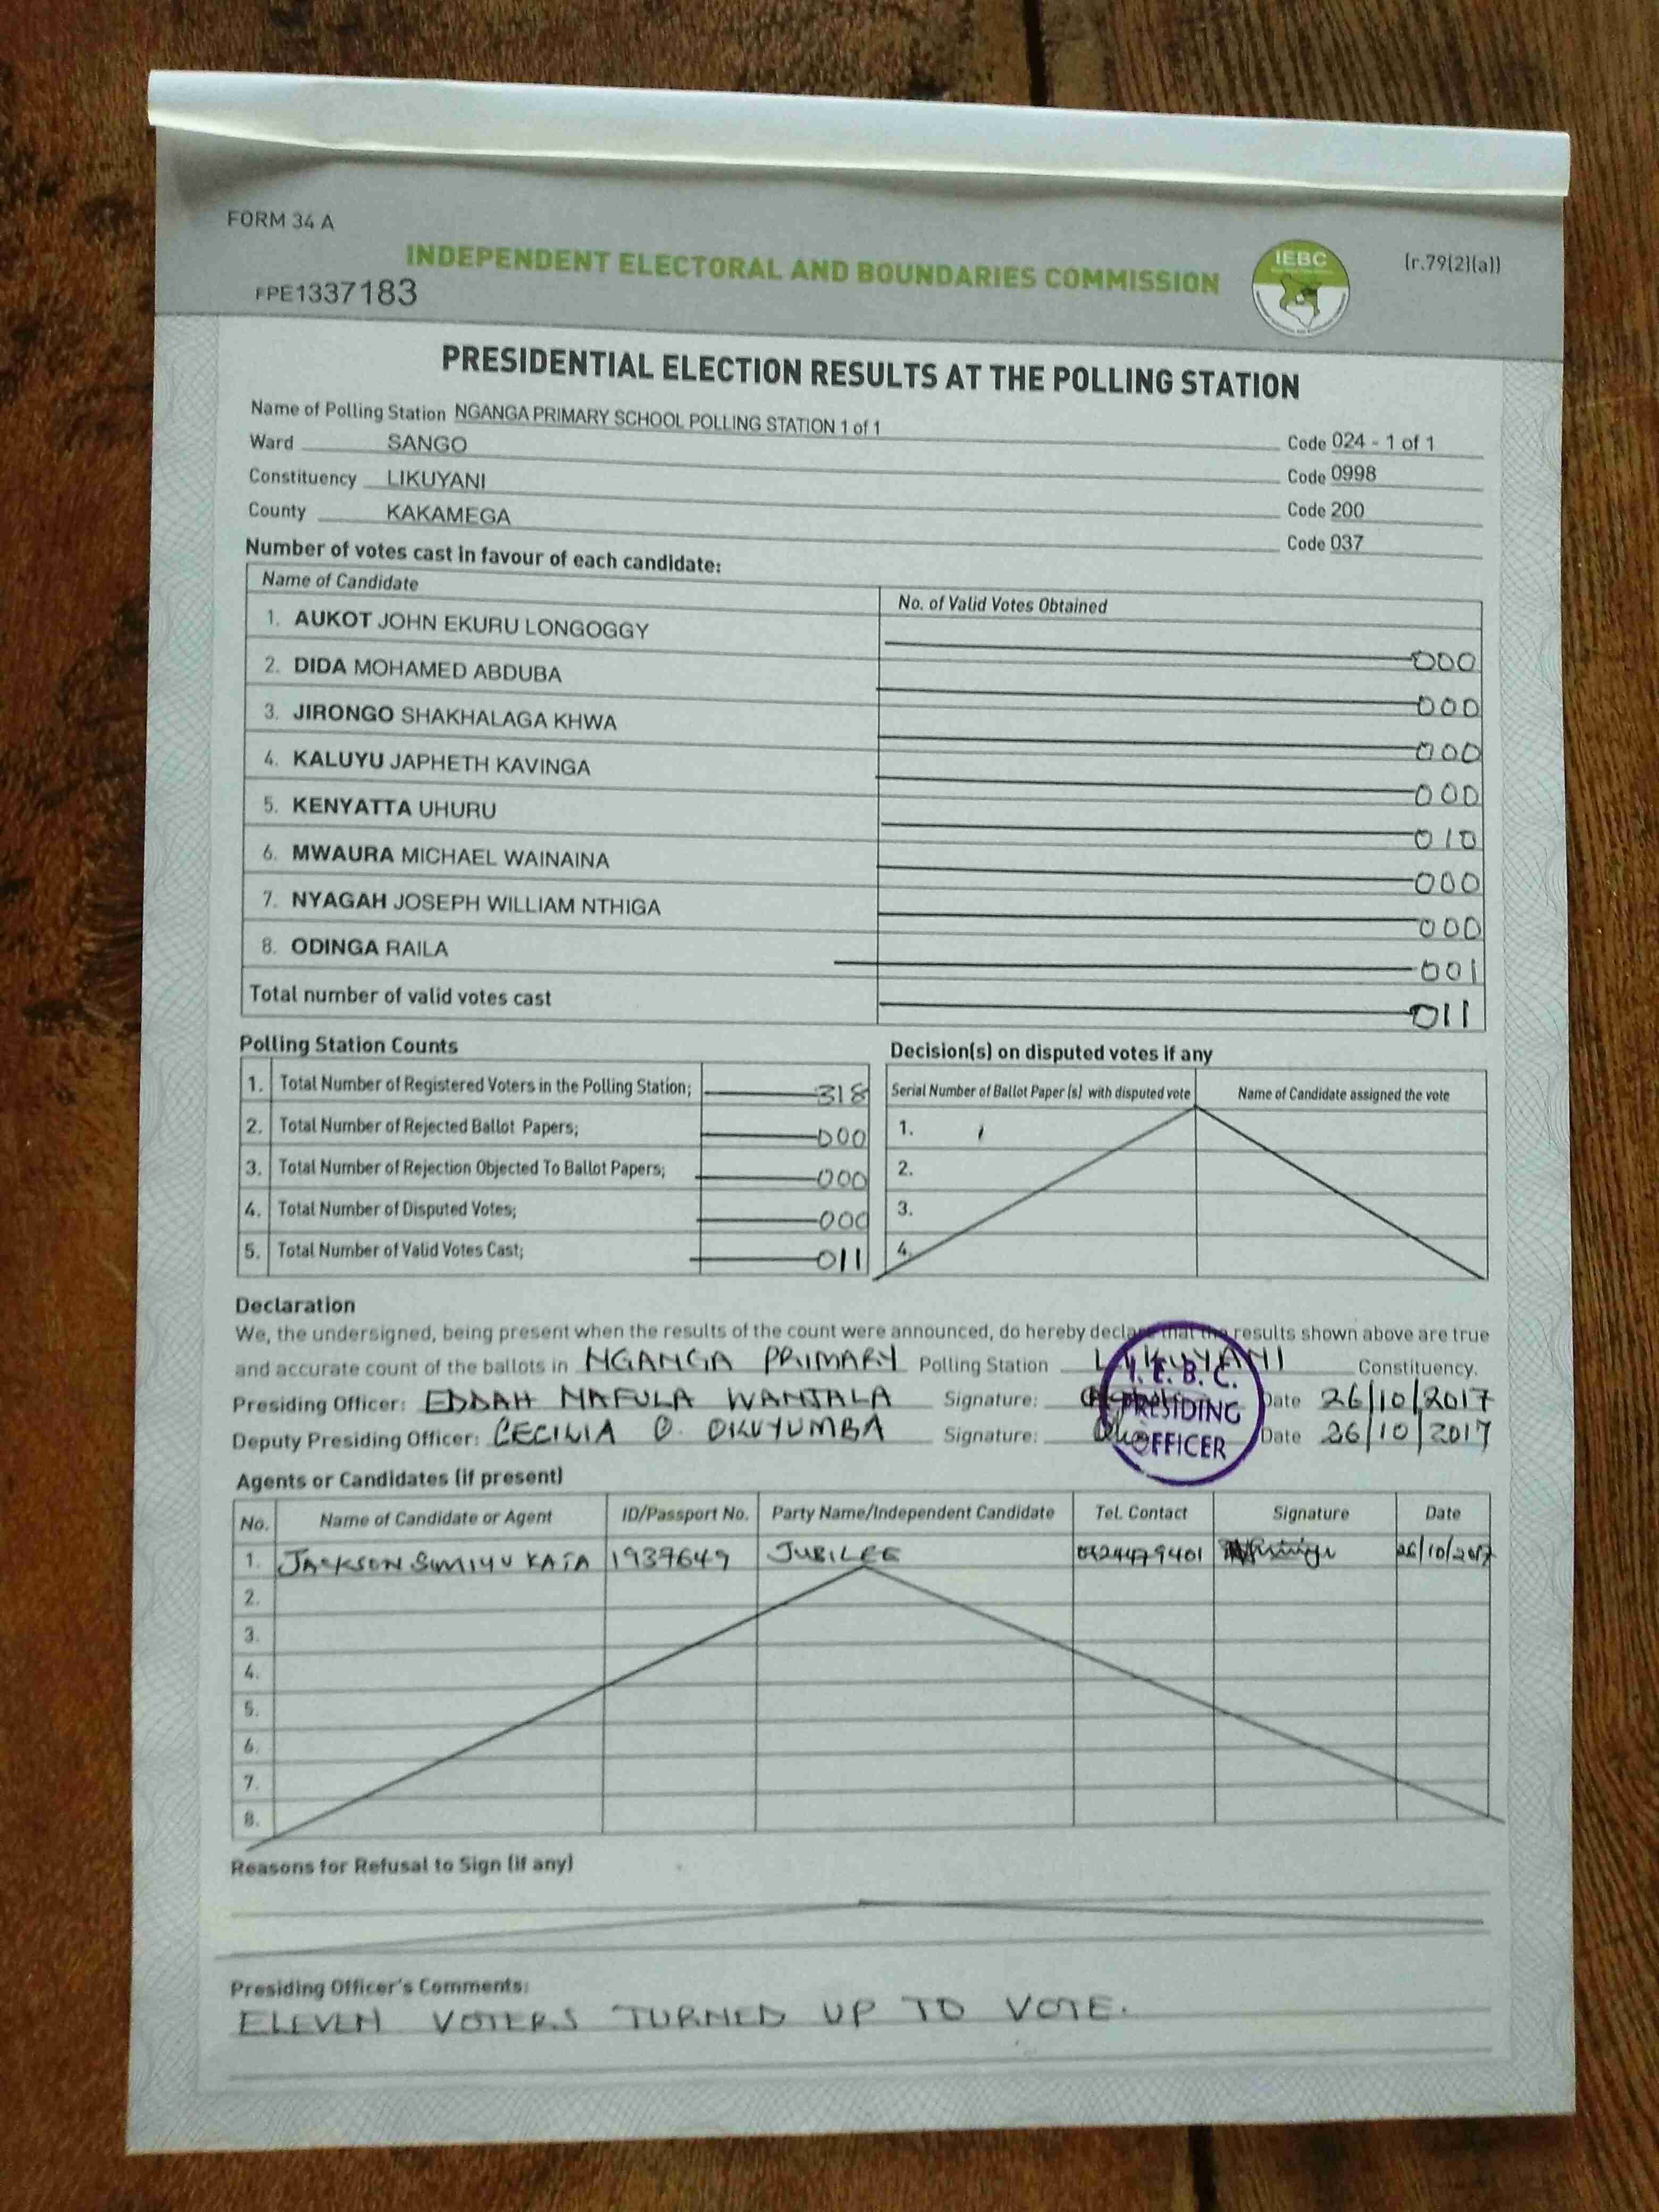 FORM 34 A
INDEPENDENT ELECTORAL AND BOUNDARIES COMMISSION
IEBC
(r.79(2)(a))
FPE1337183
PRESIDENTIAL ELECTION RESULTS AT THE POLLING STATION
Name of Polling Station NGANGA PRIMARY SCHOOL POLLING STATION 1 of 1 Code 024 - 1 of 1
Ward SANGO Code 0998
Constituency LIKUYANI Code 200
County KAKAMEGA Code 037
Number of votes cast in favour of each candidate:
Name of Candidate No. of Valid Votes Obtained
1. AUKOT JOHN EKURU LONGOGGY 000
2. DIDA MOHAMED ABDUBA 000
3. JIRONGO SHAKHALAGA KHWA 000
4. KALUYU JAPHETH KAVINGA 000
5. KENYATTA UHURU 010
6. MWAURA MICHAEL WAINAINA 000
7. NYAGAH JOSEPH WILLIAM NTHIGA 000
8. ODINGA RAILA 001
Total number of valid votes cast 011
Polling Station Counts
1. Total Number of Registered Voters in the Polling Station; 318
2. Total Number of Rejected Ballot Papers; 000
3. Total Number of Rejection Objected To Ballot Papers; 000
4. Total Number of Disputed Votes; 000
5. Total Number of Valid Votes Cast; 011
Decision(s) on disputed votes if any
Serial Number of Ballot Paper (s) with disputed vote Name of Candidate assigned the vote
1.
2.
3.
4.
Declaration
We, the undersigned, being present when the results of the count were announced, do hereby declare that the results shown above are true
and accurate count of the ballots in NGANGA PRIMARY Polling Station LIKUYANI Constituency.
Presiding Officer: EDDAH NAFULA WANJALA Signature: Date 26/10/2017
Deputy Presiding Officer: CECILIA O. OKUYUMBA Signature: Date 26/10/2017
I.E.B.C.
PRESIDING
OFFICER
Agents or Candidates (if present)
No. Name of Candidate or Agent ID/Passport No. Party Name/Independent Candidate Tel. Contact Signature Date
1. JACKSON SIMIYU 1937649 JUBILEE 26/10/2017
2.
3.
4.
5.
6.
7.
8.
Reasons for Refusal to Sign (if any)
Presiding Officer's Comments:
ELEVEN VOTERS TURNED UP TO VOTE.